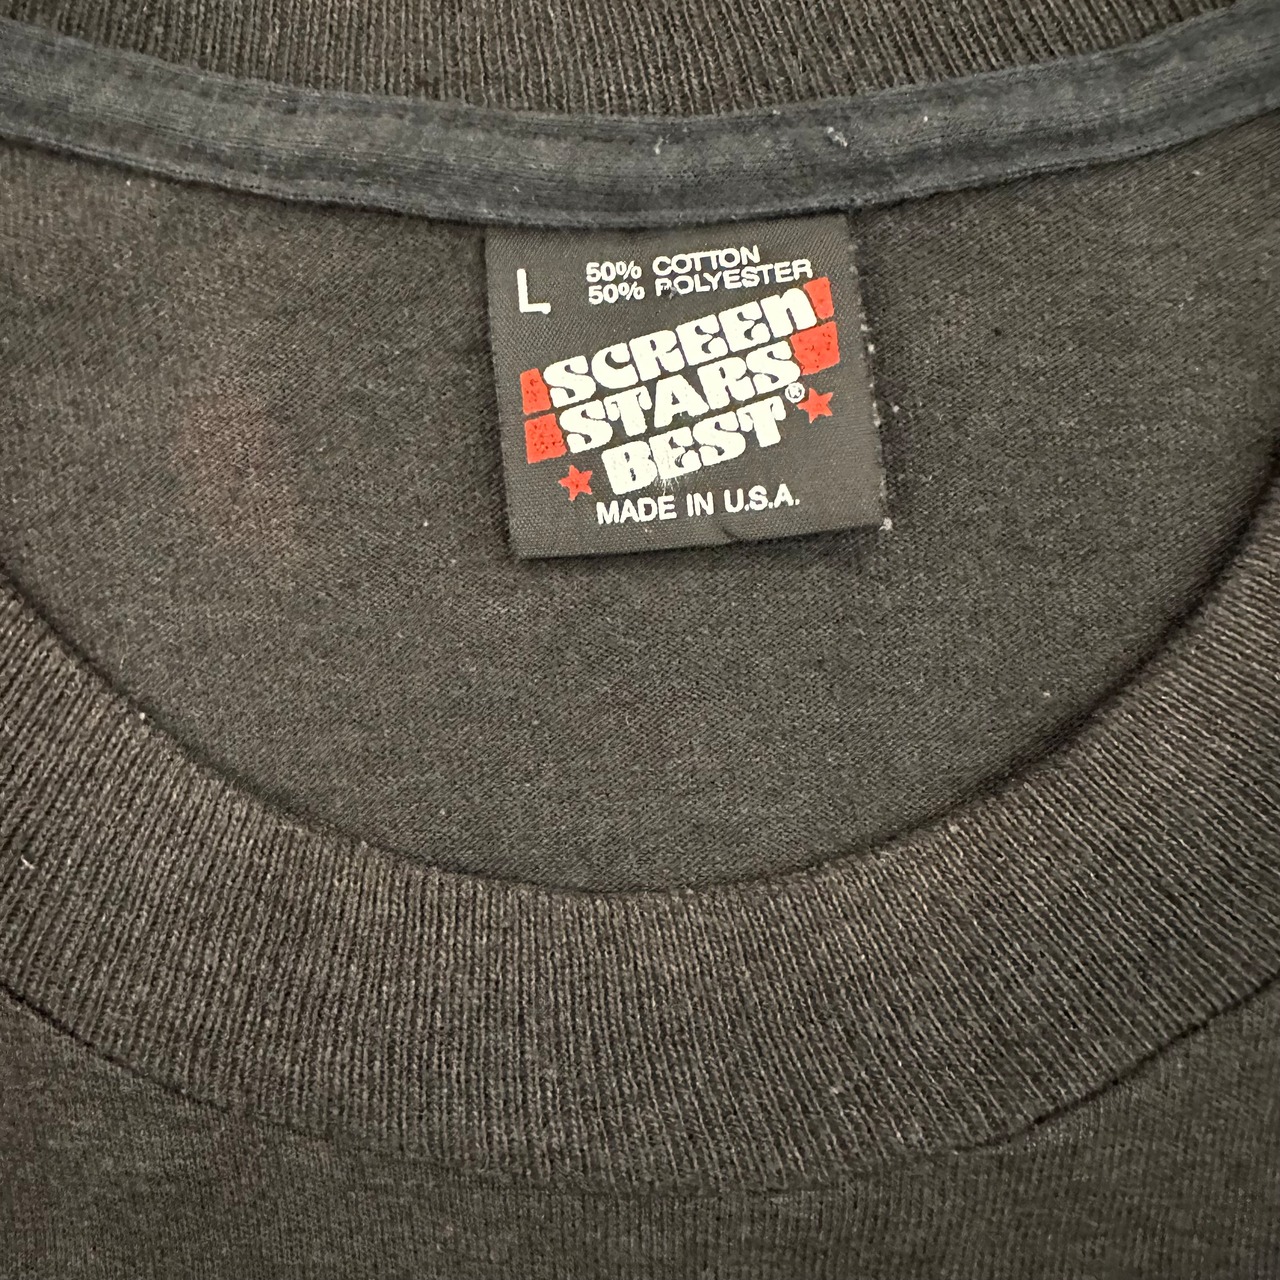 L
50% COTTON
50% POLYESTER
SCREEN
STARS
BEST®
MADE IN U.S.A.